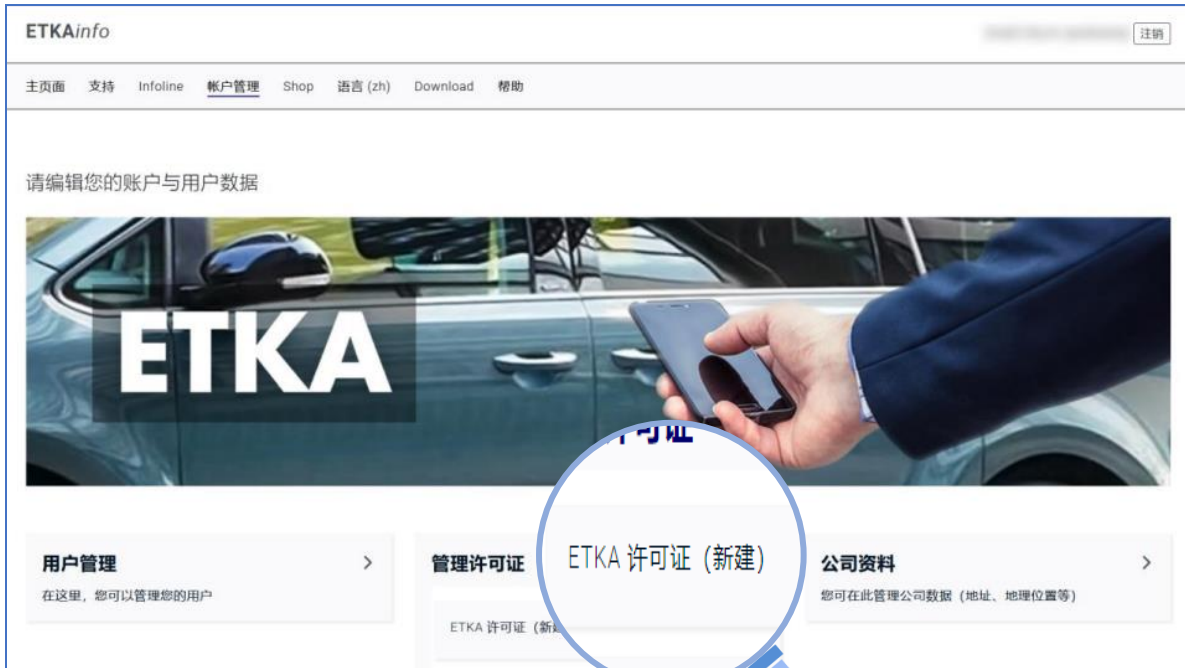 ETKAinfo
注销
主页面 支持 Infoline 帐户管理 Shop 语言 (zh) Download 帮助
请编辑您的账户与用户数据
ETKA
许可证
ETKA 许可证（新建）
用户管理
在这里，您可以管理您的用户
管理许可证
ETKA 许可证（新
公司资料
您可在此管理公司数据（地址、地理位置等）